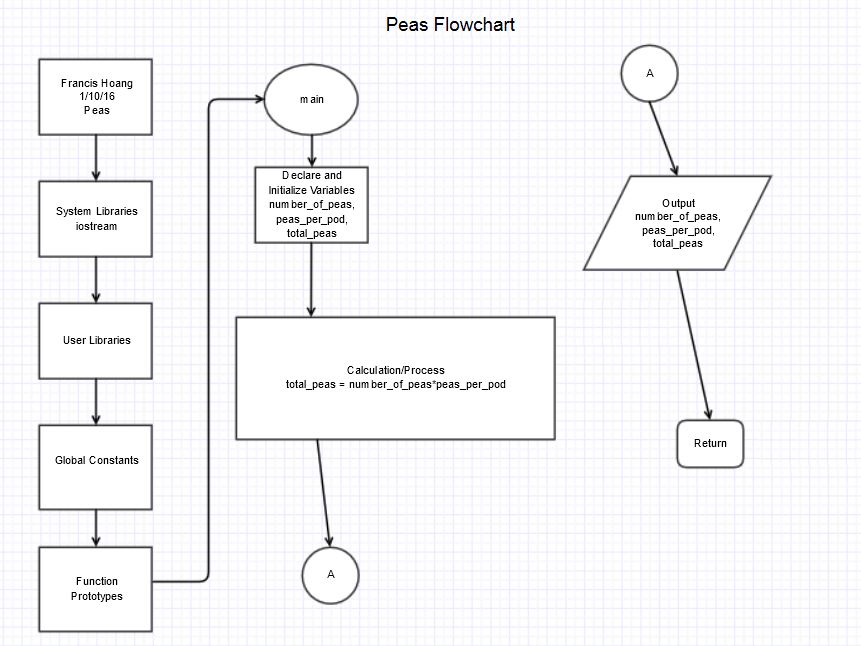 Peas Flowchart
Francis Hoang
1/10/16
Peas
System Libraries
iostream
User Libraries
Global Constants
Function
Prototypes
main
Declare and
Initialize Variables
number_of_peas,
peas_per_pod,
total_peas
Calculation/Process
total_peas = number_of_peas*peas_per_pod
A
A
Output
number_of_peas,
peas_per_pod,
total_peas
Return